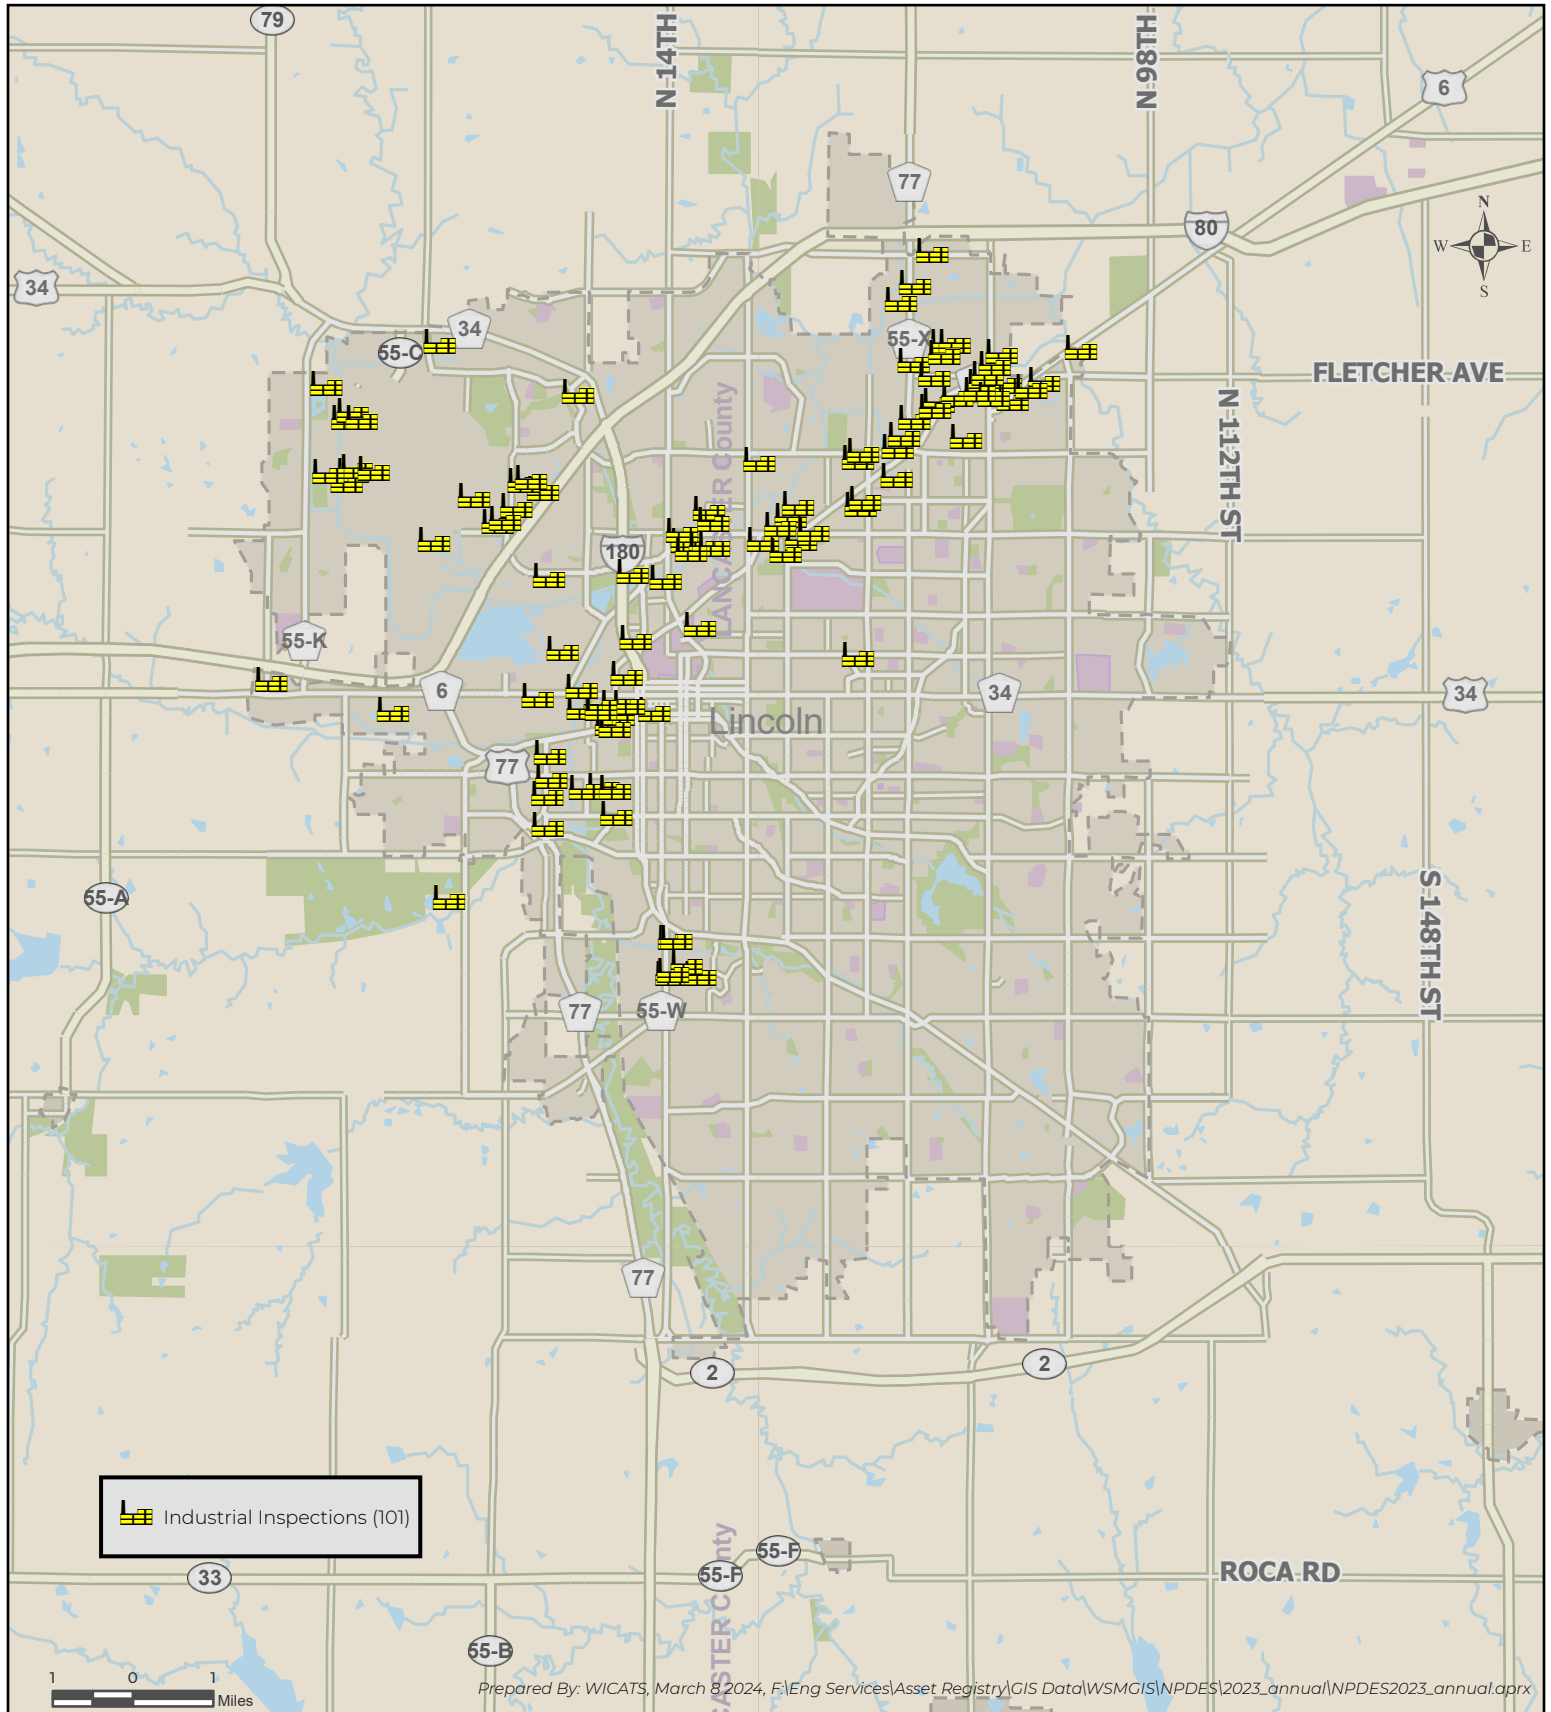 79
N 14TH
N 98TH
6
77
80
N
W E
S
34
34
55-X
55-C
FLETCHER AVE
LANCASTER County
N 112TH ST
180
55-K
6
34
34
Lincoln
77
55-A
S 148TH ST
77
55-W
77
2
2
Industrial Inspections (101)
55-F
55-F
33
ROCA RD
CASTER County
55-B
1 0 1
Miles
Prepared By: WICATS, March 8 2024, F:\Eng Services\Asset Registry\GIS Data\WSMGIS\NPDES\2023_annual\NPDES2023_annual.aprx